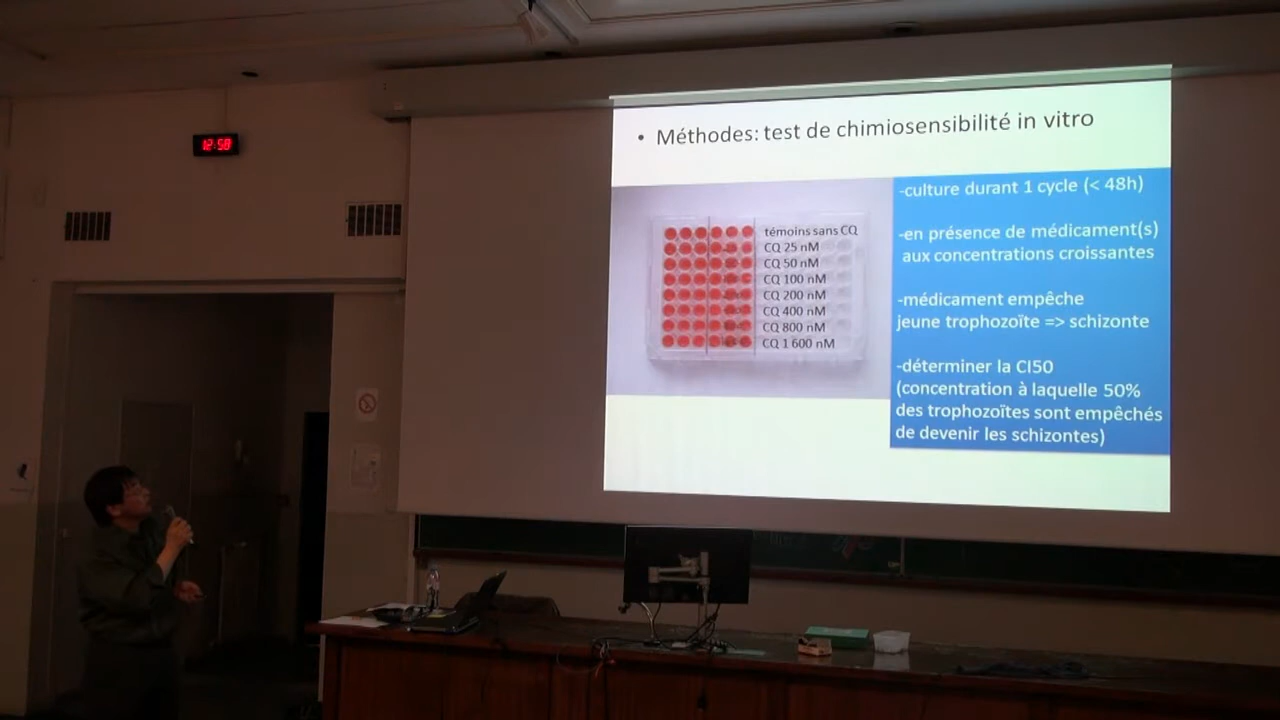 12:58
• Méthodes: test de chimiosensibilité in vitro
témoins sans CQ
CQ 25 nM
CQ 50 nM
CQ 100 nM
CQ 200 nM
CQ 400 nM
CQ 800 nM
CQ 1 600 nM
-culture durant 1 cycle (< 48h)
-en présence de médicament(s)
aux concentrations croissantes
-médicament empêche
jeune trophozoïte => schizonte
-déterminer la CI50
(concentration à laquelle 50%
des trophozoïtes sont empêchés
de devenir les schizontes)